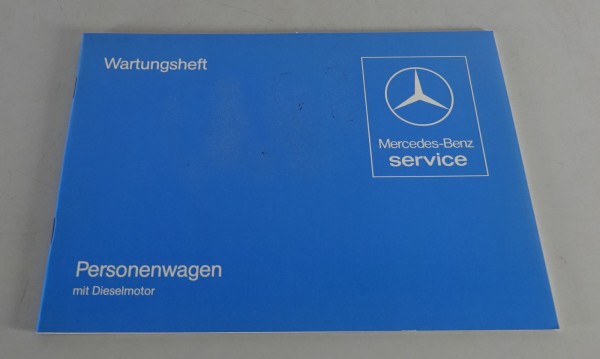 Wartungsheft
Mercedes-Benz
service
Personenwagen
mit Dieselmotor